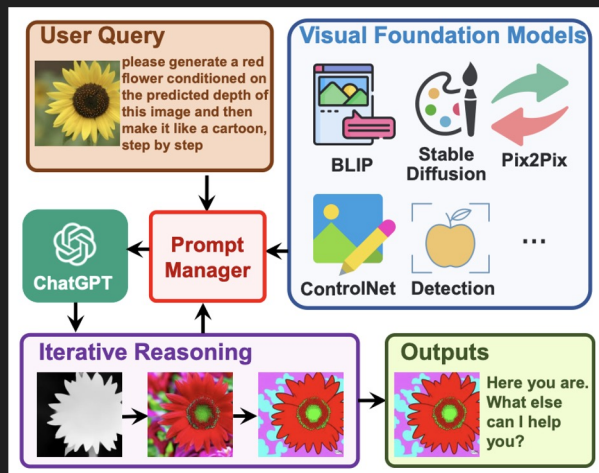 User Query
please generate a red
flower conditioned on
the predicted depth of
this image and then
make it like a cartoon,
step by step
Visual Foundation Models
BLIP
Stable
Diffusion
Pix2Pix
ControlNet
Detection
...
ChatGPT
Prompt
Manager
Iterative Reasoning
Outputs
Here you are.
What else
can I help
you?